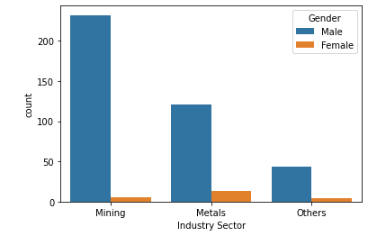 Gender
Male
Female
200
150
100
50
0
count
Mining Metals Others
Industry Sector